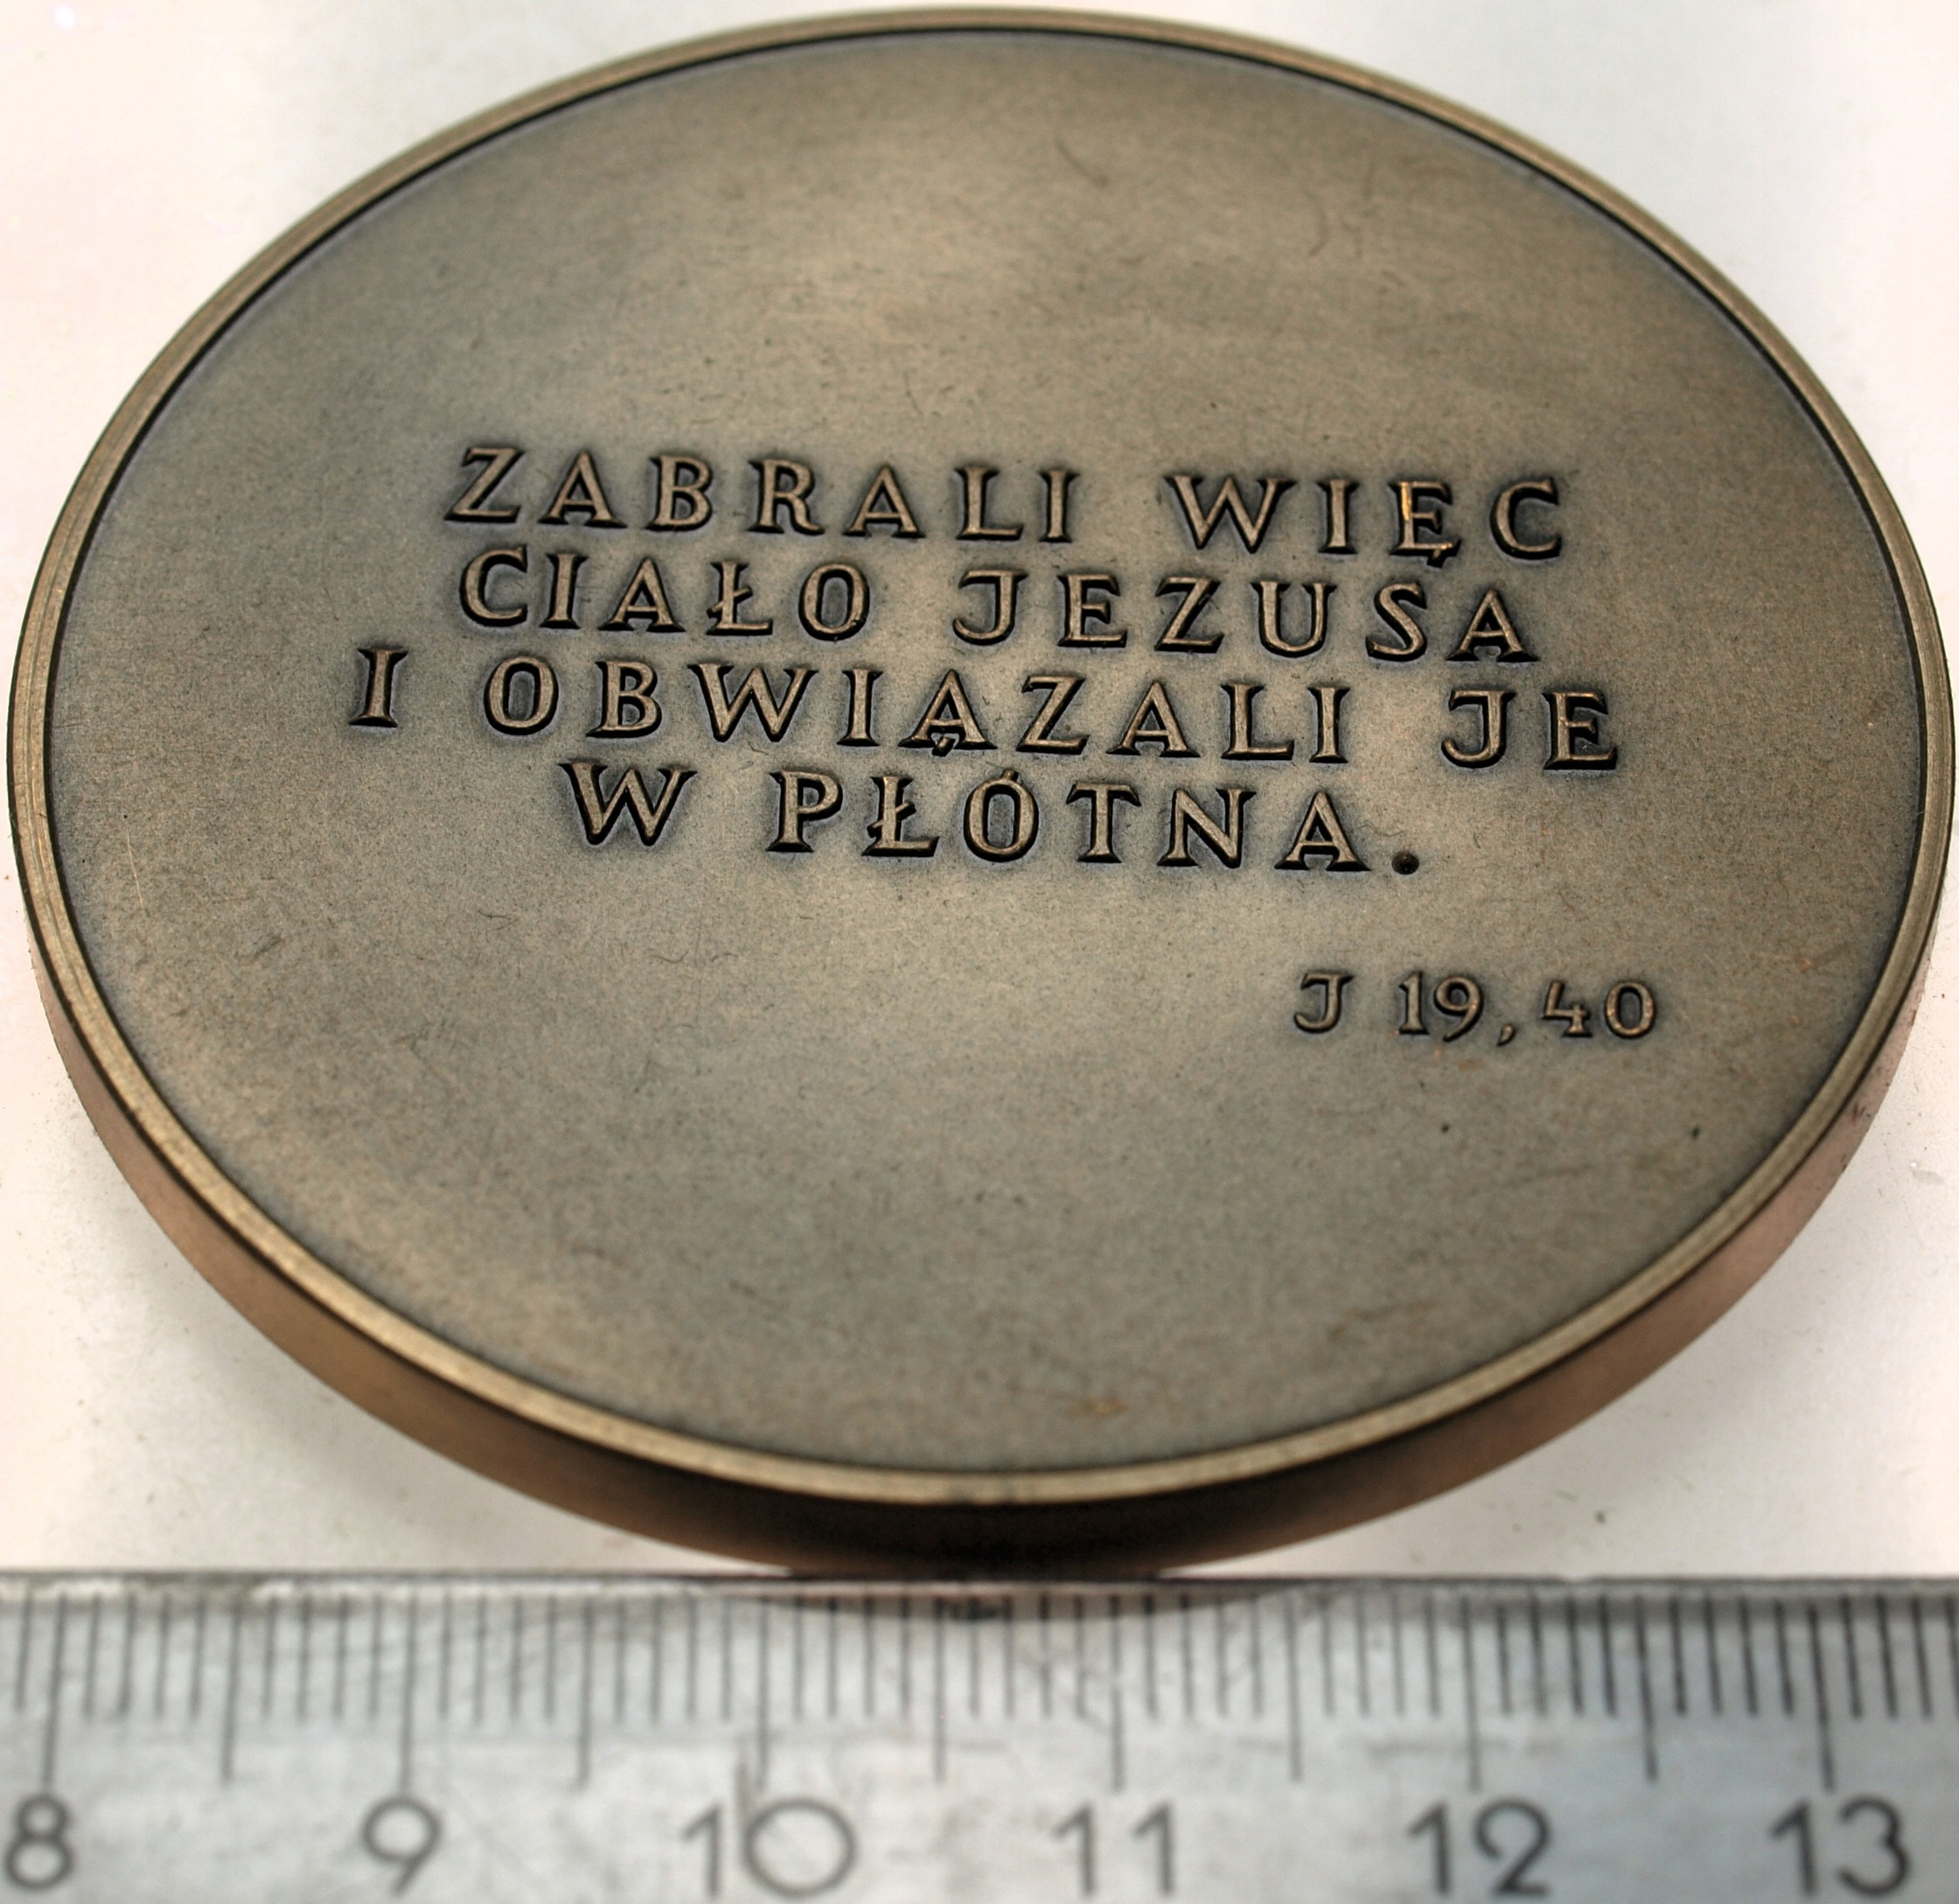 ZABRALI WIĘC
CIAŁO JEZUSA
I OBWIĄZALI JE
W PŁÓTNA.
J 19,40
8 9 10 11 12 13